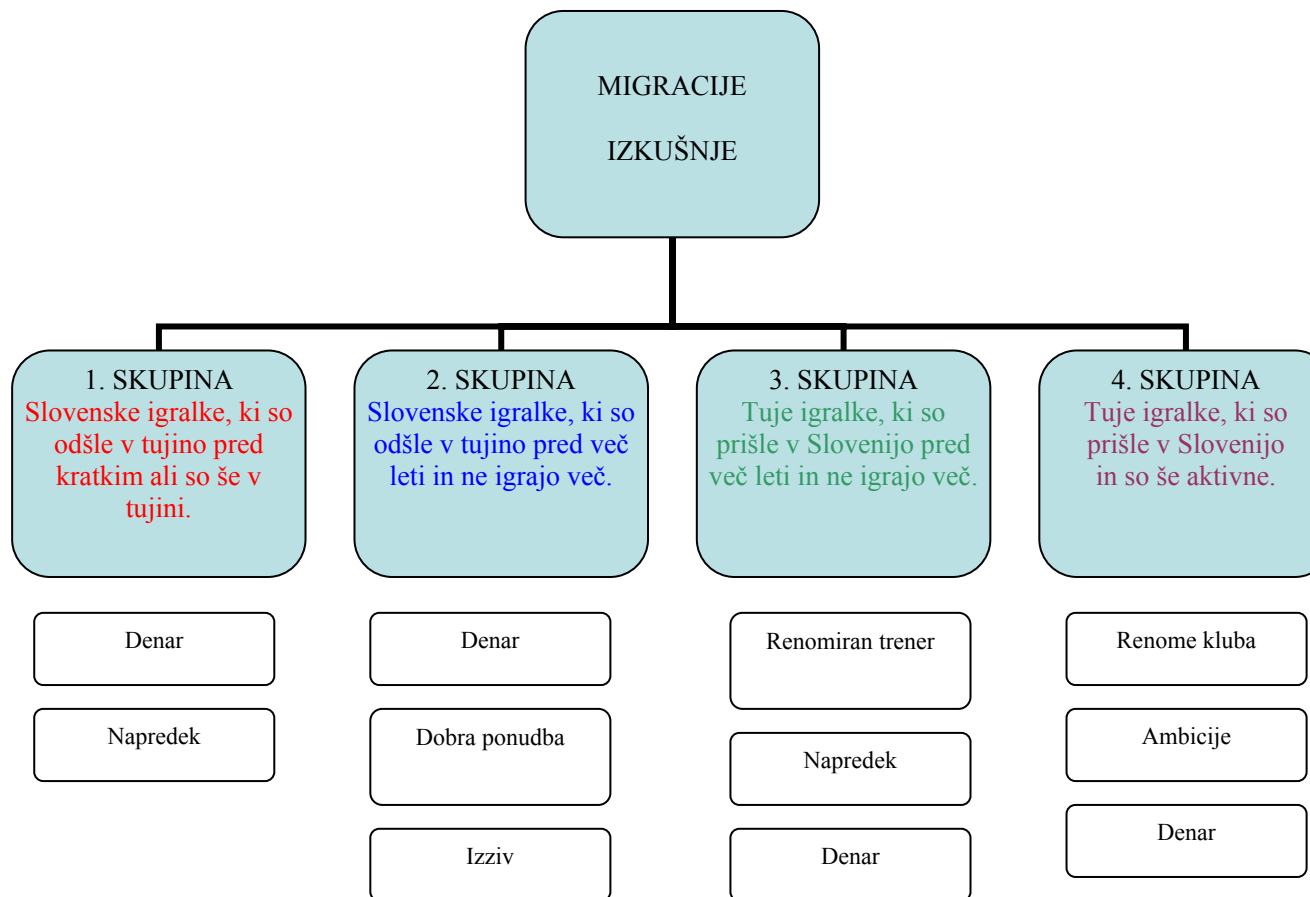 MIGRACIJE
IZKUŠNJE
1. SKUPINA
Slovenske igralke, ki so
odšle v tujino pred
kratkim ali so še v
tujini.
2. SKUPINA
Slovenske igralke, ki so
odšle v tujino pred več
leti in ne igrajo več.
3. SKUPINA
Tuje igralke, ki so
prišle v Slovenijo pred
več leti in ne igrajo več.
4. SKUPINA
Tuje igralke, ki so
prišle v Slovenijo
in so še aktivne.
Denar
Napredek
Denar
Dobra ponudba
Izziv
Renomiran trener
Napredek
Denar
Renome kluba
Ambicije
Denar